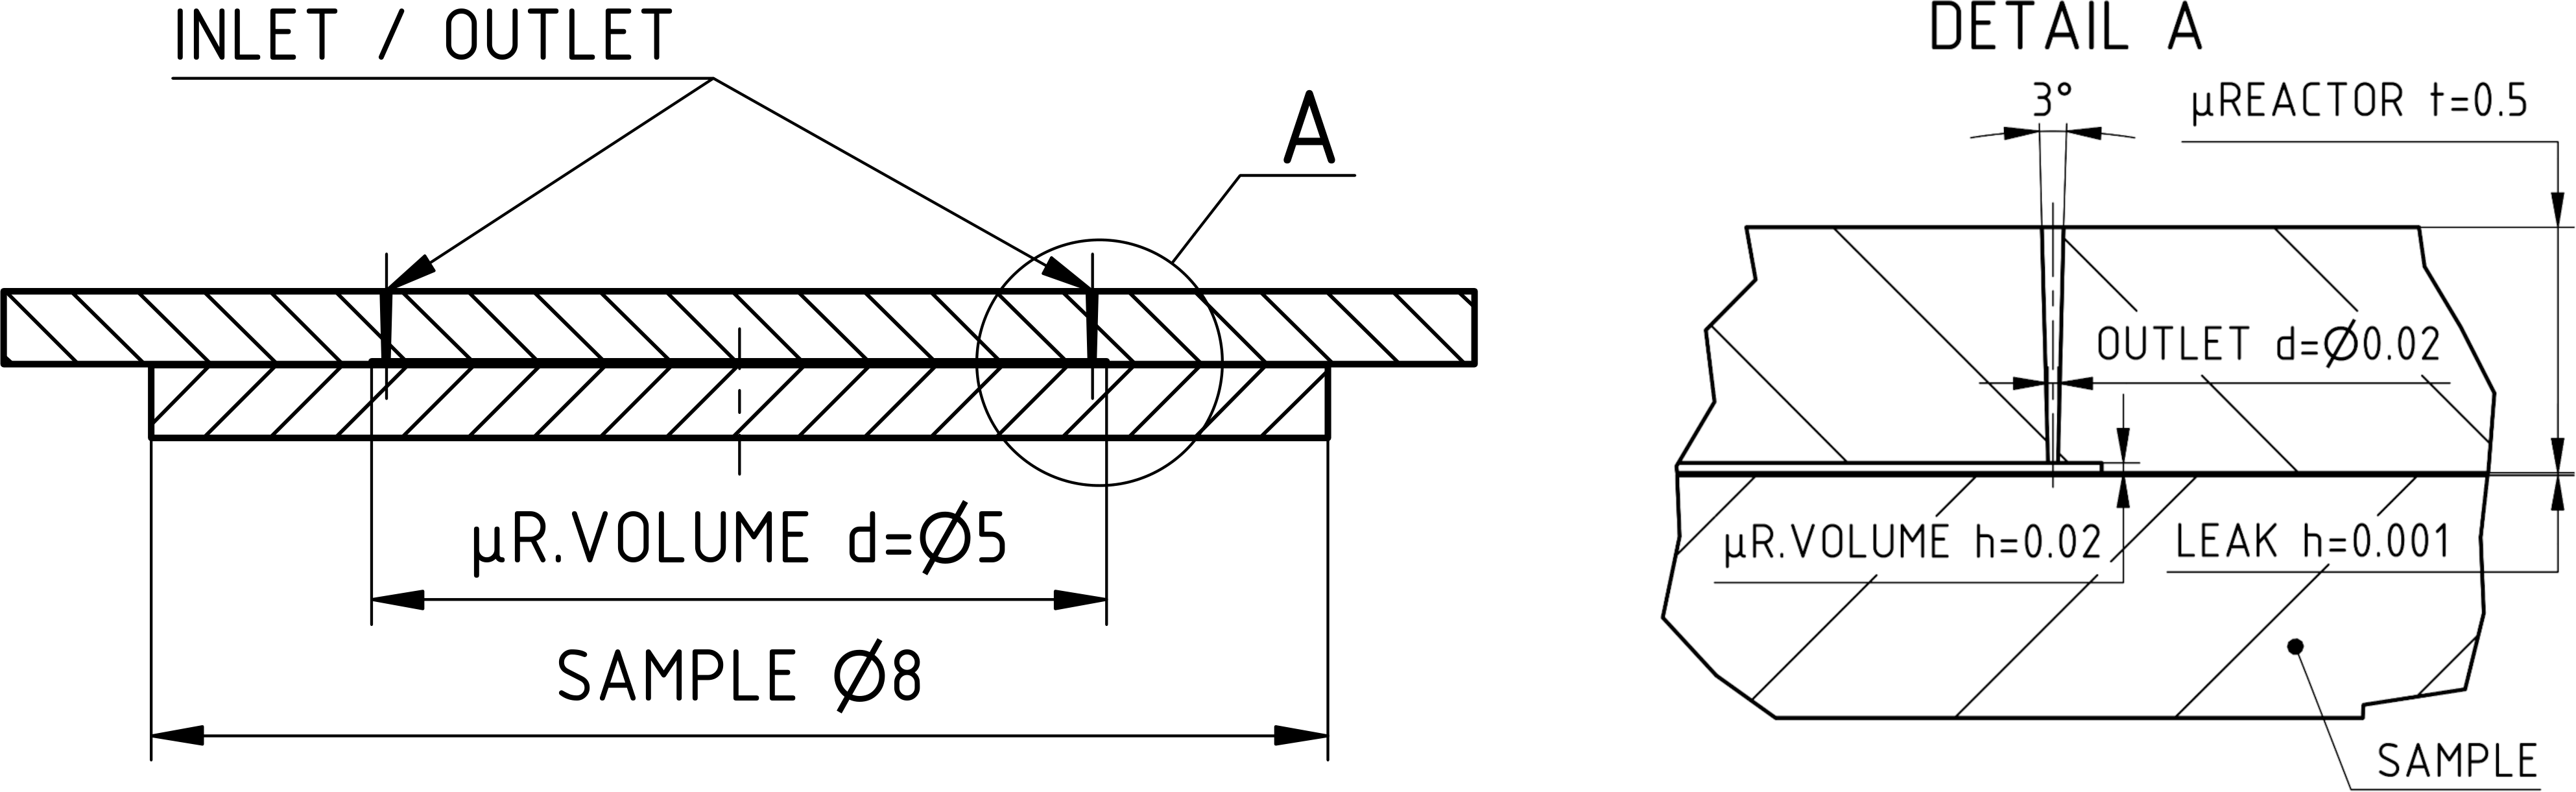 INLET / OUTLET
A
µR.VOLUME d=Ø5
SAMPLE Ø8
DETAIL A
3°
µREACTOR t=0.5
OUTLET d=Ø0.02
µR.VOLUME h=0.02
LEAK h=0.001
SAMPLE